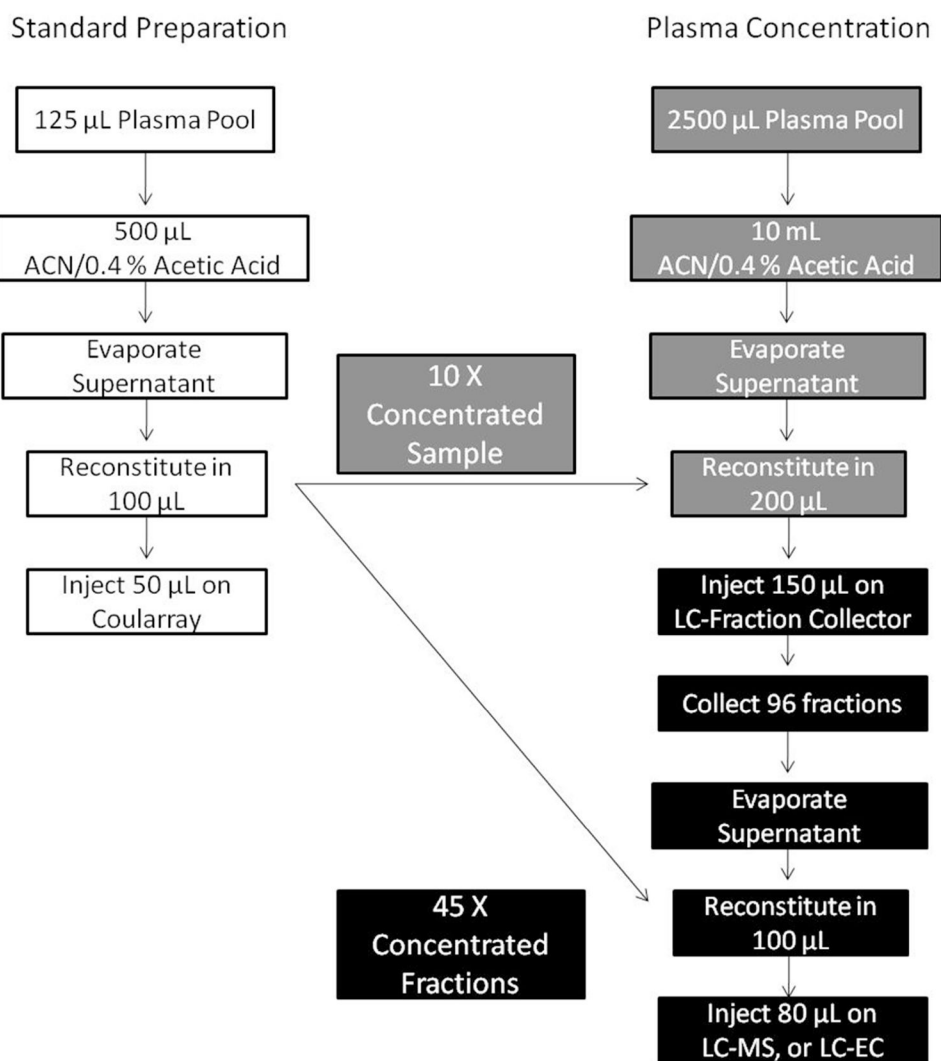 Standard Preparation
125 µL Plasma Pool
500 µL
ACN/0.4 % Acetic Acid
Evaporate
Supernatant
Reconstitute in
100 µL
Inject 50 µL on
Coularray
10 X
Concentrated
Sample
45 X
Concentrated
Fractions
Plasma Concentration
2500 µL Plasma Pool
10 mL
ACN/0.4 % Acetic Acid
Evaporate
Supernatant
Reconstitute in
200 µL
Inject 150 µL on
LC-Fraction Collector
Collect 96 fractions
Evaporate
Supernatant
Reconstitute in
100 µL
Inject 80 µL on
LC-MS, or LC-EC